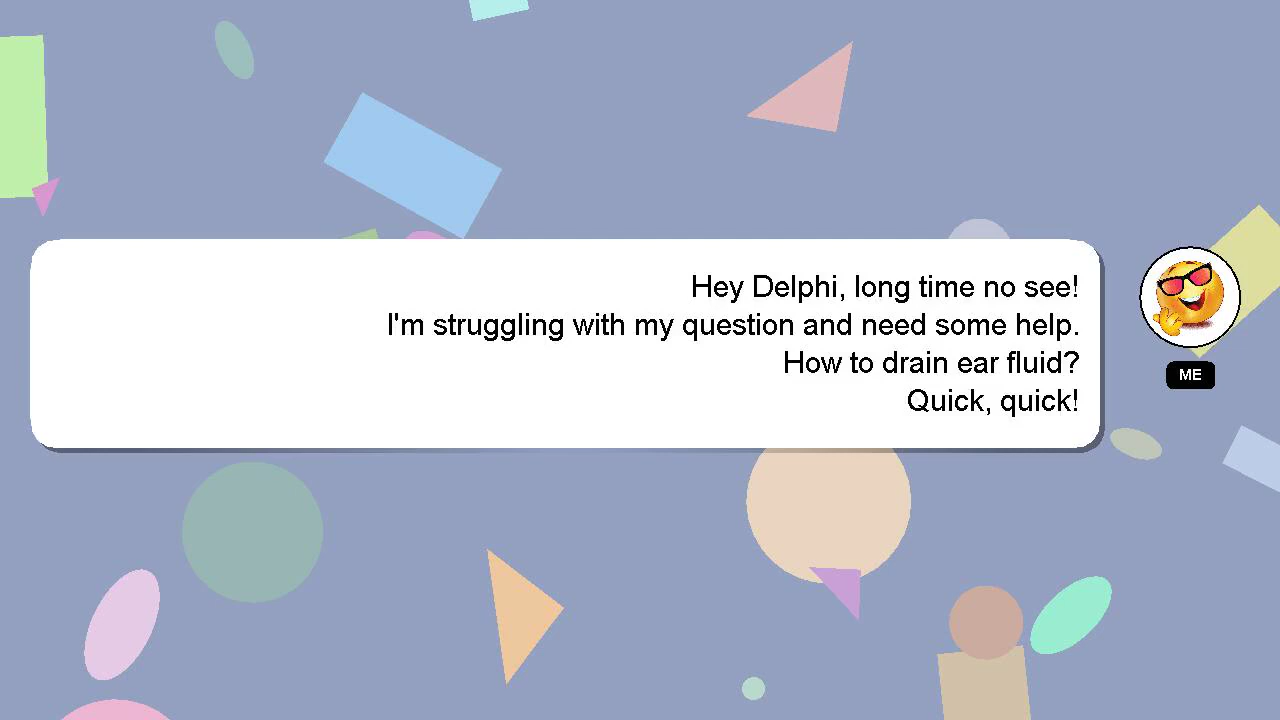 Hey Delphi, long time no see!
I'm struggling with my question and need some help.
How to drain ear fluid?
Quick, quick!
ME